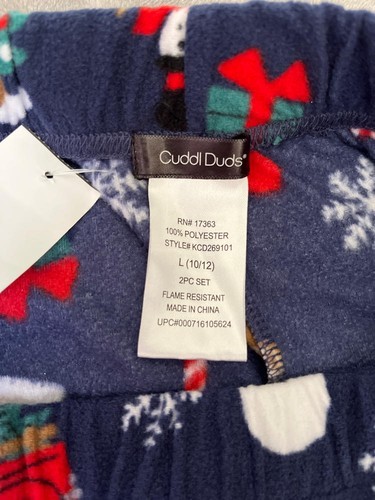 Cuddl Duds®
RN# 17363
100% POLYESTER
STYLE# KCD269101
L (10/12)
2PC SET
FLAME RESISTANT
MADE IN CHINA
UPC#000716105624